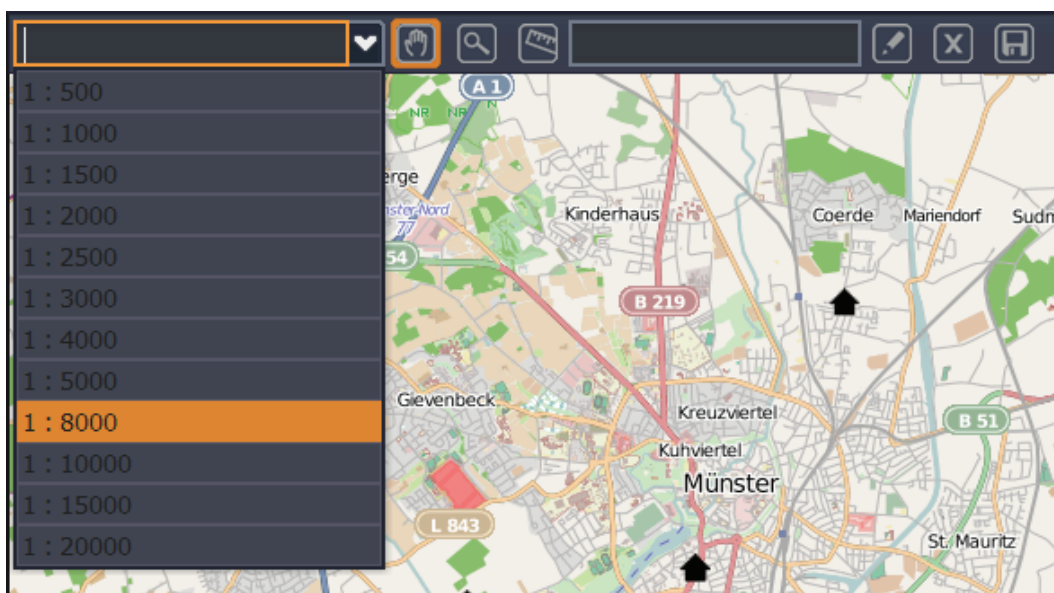 1 : 500
1 : 1000
1 : 1500
1 : 2000
1 : 2500
1 : 3000
1 : 4000
1 : 5000
1 : 8000
1 : 10000
1 : 15000
1 : 20000
A 1
NR
NR
N
erge
nster-Nord
77
54
Kinderhaus
Coerde
Mariendorf
Sudm
B 219
Gievenbeck
Kreuzviertel
B 51
Kuhviertel
Münster
L 843
St. Mauritz
X